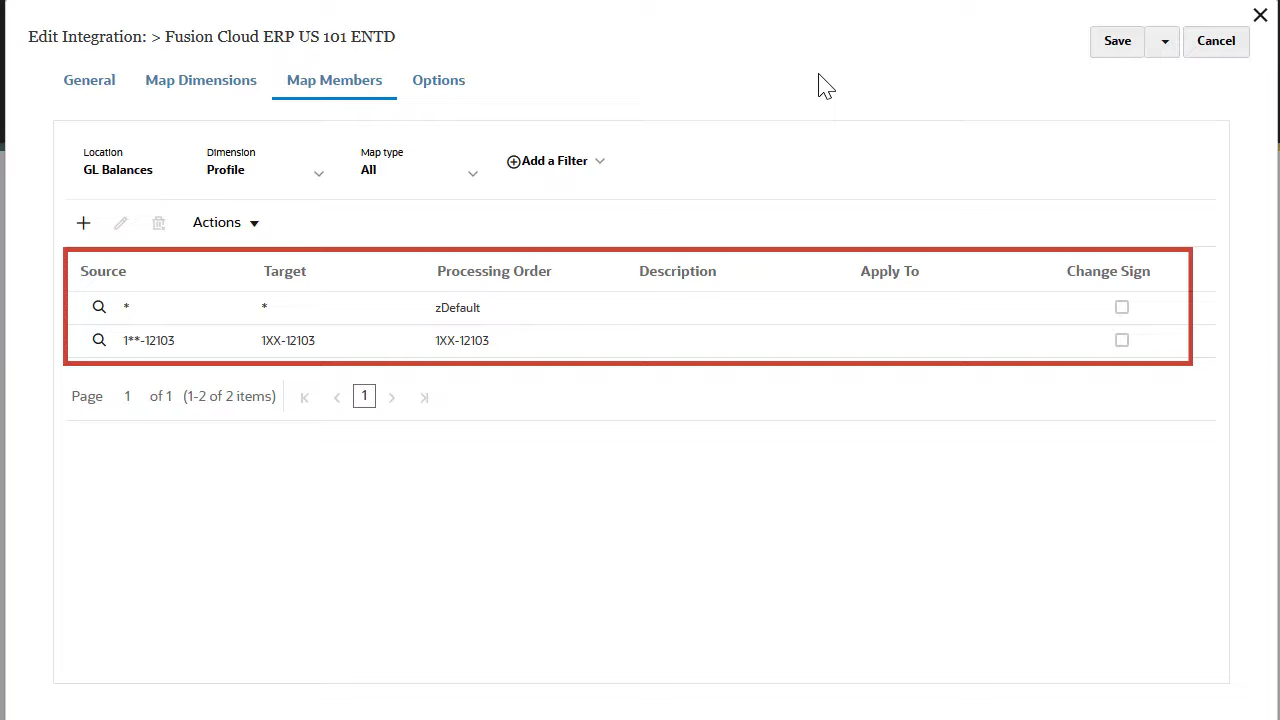 Edit Integration: > Fusion Cloud ERP US 101 ENTD
Save
Cancel
General
Map Dimensions
Map Members
Options
Location
GL Balances
Dimension
Profile
Map type
All
Add a Filter
Actions
Source Target Processing Order Description Apply To Change Sign
* * zDefault
1**-12103 1XX-12103 1XX-12103
Page 1 of 1 (1-2 of 2 items) 1